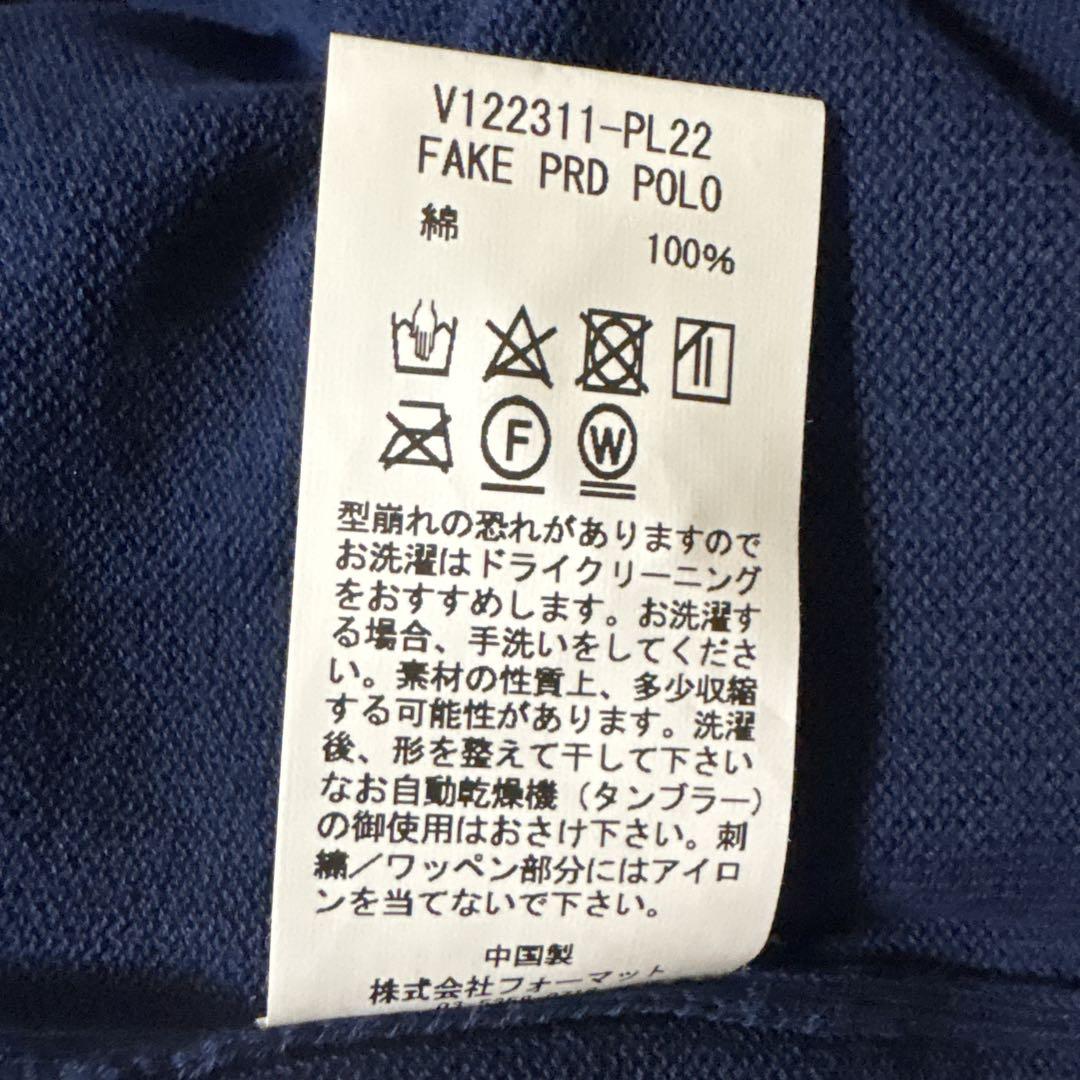 V122311-PL22
FAKE PRD POLO
綿 100%
F W
型崩れの恐れがありますので
お洗濯はドライクリーニング
をおすすめします。お洗濯す
る場合、手洗いをしてくださ
い。素材の性質上、多少収縮
する可能性があります。洗濯
後、形を整えて干して下さい
なお自動乾燥機（タンブラー）
の御使用はおさけ下さい。刺
繍／ワッペン部分にはアイロ
ンを当てないで下さい。
中国製
株式会社フォーマット